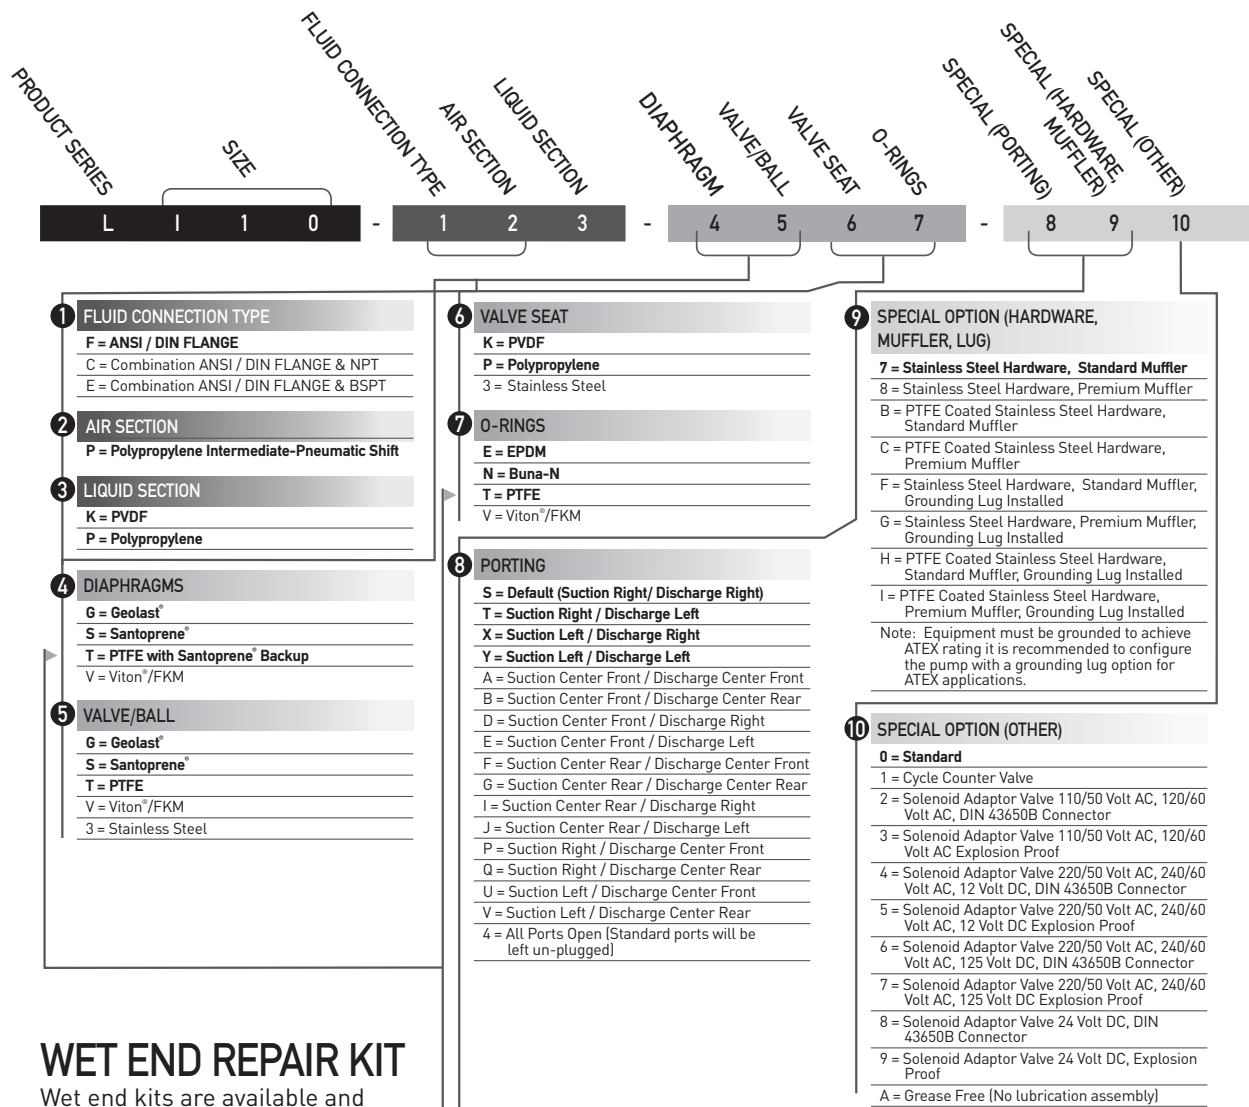 PRODUCT SERIES
SIZE
FLUID CONNECTION TYPE
AIR SECTION
LIQUID SECTION
DIAPHRAGM
VALVE/BALL
VALVE SEAT
O-RINGS
SPECIAL (PORTING)
SPECIAL (HARDWARE,
MUFFLER)
SPECIAL (OTHER)
L I 1 0 - 1 2 3 - 4 5 6 7 - 8 9 10
1 FLUID CONNECTION TYPE
F = ANSI / DIN FLANGE
C = Combination ANSI / DIN FLANGE & NPT
E = Combination ANSI / DIN FLANGE & BSPT
2 AIR SECTION
P = Polypropylene Intermediate-Pneumatic Shift
3 LIQUID SECTION
K = PVDF
P = Polypropylene
4 DIAPHRAGMS
G = Geolast®
S = Santoprene®
T = PTFE with Santoprene® Backup
V = Viton®/FKM
5 VALVE/BALL
G = Geolast®
S = Santoprene®
T = PTFE
V = Viton®/FKM
3 = Stainless Steel
6 VALVE SEAT
K = PVDF
P = Polypropylene
3 = Stainless Steel
7 O-RINGS
E = EPDM
N = Buna-N
T = PTFE
V = Viton®/FKM
8 PORTING
S = Default (Suction Right/ Discharge Right)
T = Suction Right / Discharge Left
X = Suction Left / Discharge Right
Y = Suction Left / Discharge Left
A = Suction Center Front / Discharge Center Front
B = Suction Center Front / Discharge Center Rear
D = Suction Center Front / Discharge Right
E = Suction Center Front / Discharge Left
F = Suction Center Rear / Discharge Center Front
G = Suction Center Rear / Discharge Center Rear
I = Suction Center Rear / Discharge Right
J = Suction Center Rear / Discharge Left
P = Suction Right / Discharge Center Front
Q = Suction Right / Discharge Center Rear
U = Suction Left / Discharge Center Front
V = Suction Left / Discharge Center Rear
4 = All Ports Open (Standard ports will be
left un-plugged)
9 SPECIAL OPTION (HARDWARE,
MUFFLER, LUG)
7 = Stainless Steel Hardware, Standard Muffler
8 = Stainless Steel Hardware, Premium Muffler
B = PTFE Coated Stainless Steel Hardware,
Standard Muffler
C = PTFE Coated Stainless Steel Hardware,
Premium Muffler
F = Stainless Steel Hardware, Standard Muffler,
Grounding Lug Installed
G = Stainless Steel Hardware, Premium Muffler,
Grounding Lug Installed
H = PTFE Coated Stainless Steel Hardware,
Standard Muffler, Grounding Lug Installed
I = PTFE Coated Stainless Steel Hardware,
Premium Muffler, Grounding Lug Installed
Note: Equipment must be grounded to achieve
ATEX rating it is recommended to configure
the pump with a grounding lug option for
ATEX applications.
10 SPECIAL OPTION (OTHER)
0 = Standard
1 = Cycle Counter Valve
2 = Solenoid Adaptor Valve 110/50 Volt AC, 120/60
Volt AC, DIN 43650B Connector
3 = Solenoid Adaptor Valve 110/50 Volt AC, 120/60
Volt AC Explosion Proof
4 = Solenoid Adaptor Valve 220/50 Volt AC, 240/60
Volt AC, 12 Volt DC, DIN 43650B Connector
5 = Solenoid Adaptor Valve 220/50 Volt AC, 240/60
Volt AC, 12 Volt DC Explosion Proof
6 = Solenoid Adaptor Valve 220/50 Volt AC, 240/60
Volt AC, 125 Volt DC, DIN 43650B Connector
7 = Solenoid Adaptor Valve 220/50 Volt AC, 240/60
Volt AC, 125 Volt DC Explosion Proof
8 = Solenoid Adaptor Valve 24 Volt DC, DIN
43650B Connector
9 = Solenoid Adaptor Valve 24 Volt DC, Explosion
Proof
A = Grease Free (No lubrication assembly)
WET END REPAIR KIT
Wet end kits are available and